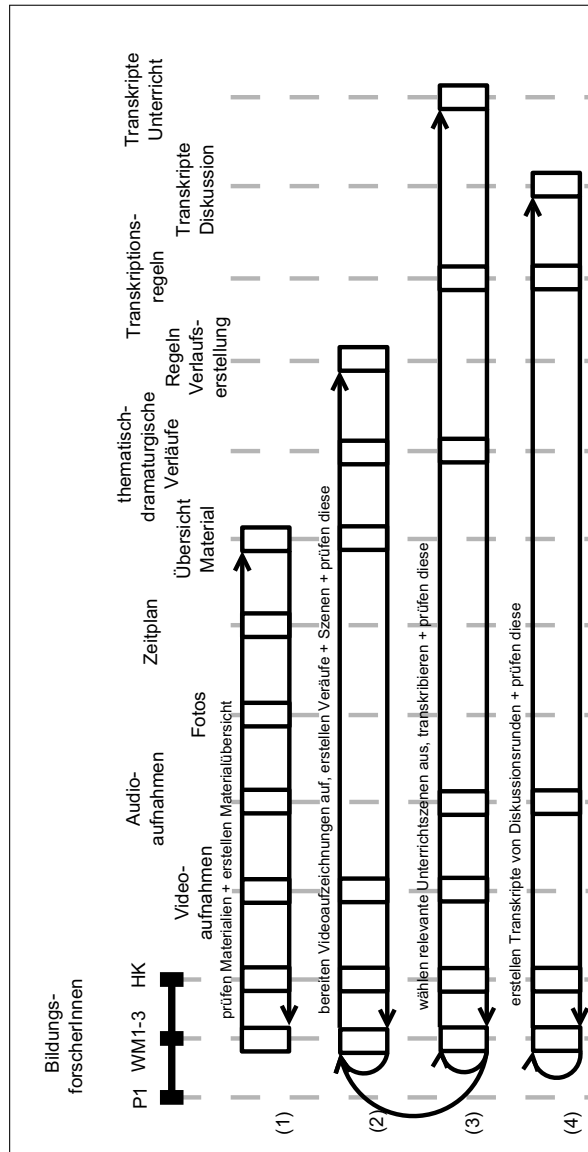 Bildungs-
forscherInnen
P1
WM1-3
HK
Video-
aufnahmen
Audio-
aufnahmen
Fotos
Zeitplan
Übersicht
Material
thematisch-
dramaturgische
Verläufe
Regeln
Verlaufs-
erstellung
Transkriptions-
regeln
Transkripte
Diskussion
Transkripte
Unterricht
(1)
prüfen Materialien + erstellen Materialübersicht
(2)
bereiten Videoaufzeichnungen auf, erstellen Veräufe + Szenen + prüfen diese
(3)
wählen relevante Unterrichtszenen aus, transkribieren + prüfen diese
(4)
erstellen Transkripte von Diskussionsrunden + prüfen diese